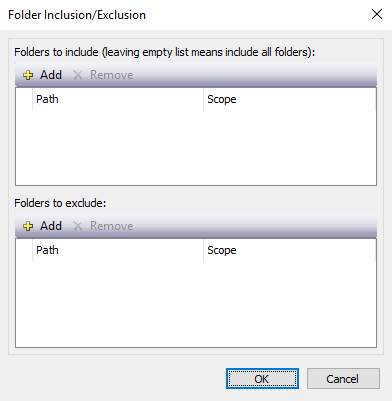 Folder Inclusion/Exclusion
Folders to include (leaving empty list means include all folders):
Add Remove
Path Scope
Folders to exclude:
Add Remove
Path Scope
OK Cancel